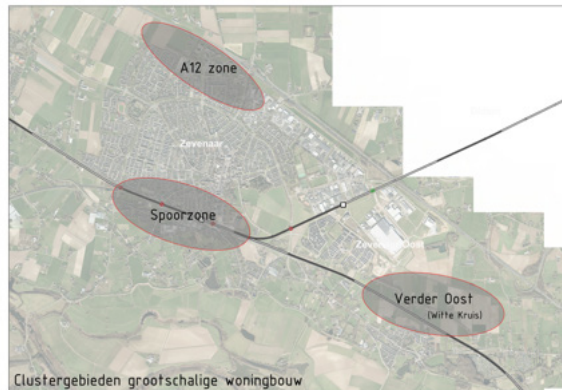 A12 zone
Zevenaar
Spoorzone
Zevenaar Oost
Verder Oost
(Witte Kruis)
Clustergebieden grootschalige woningbouw